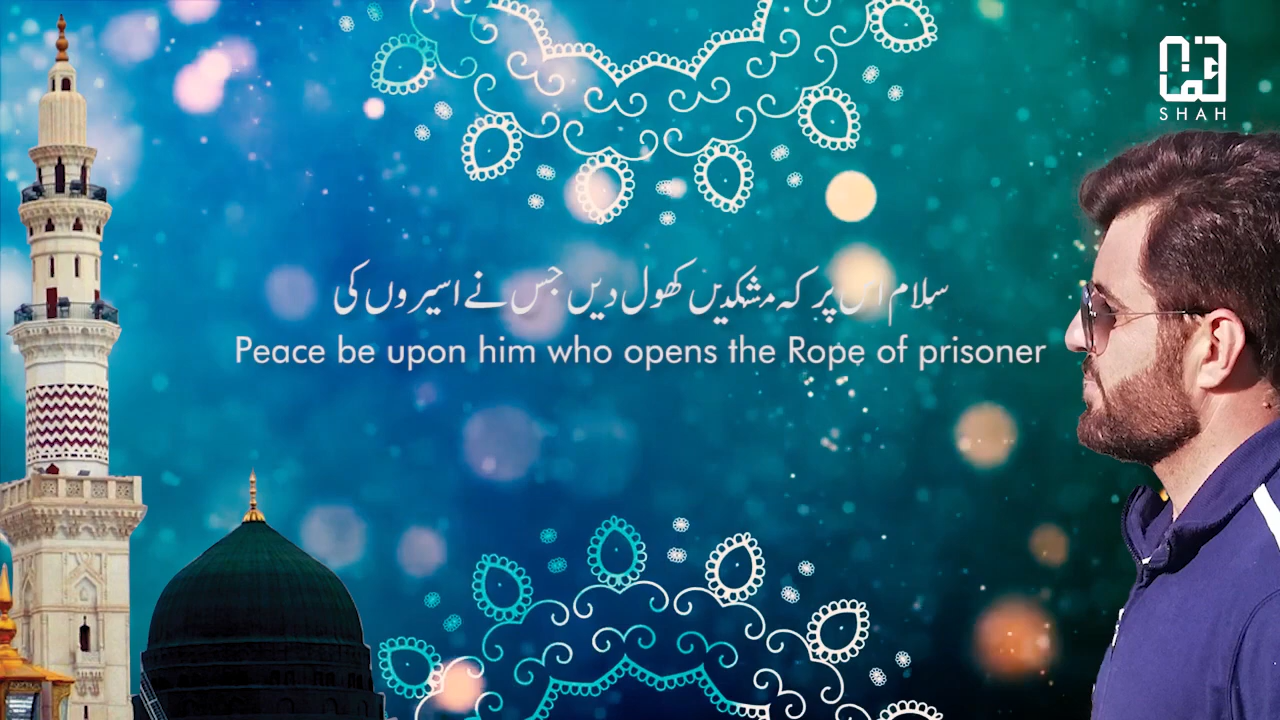 SHAH
سلام اس پر کہ مشکیں کھول دیں جس نے اسیروں کی
Peace be upon him who opens the Rope of prisoner